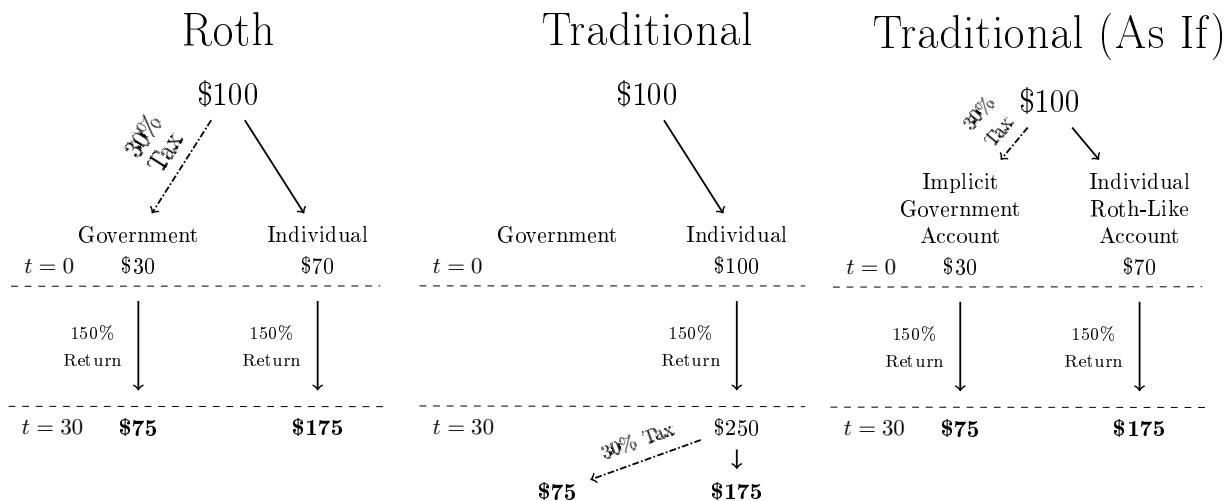 Roth
$100
30%
Tax
Government Individual
t = 0 $30 $70
150%
Return
150%
Return
t = 30 $75 $175
Traditional
$100
Government Individual
t = 0 $100
150%
Return
t = 30 $250
30% Tax
$75 $175
Traditional (As If)
$100
30%
Tax
Implicit
Government
Account
Individual
Roth-Like
Account
t = 0 $30 $70
150%
Return
150%
Return
t = 30 $75 $175